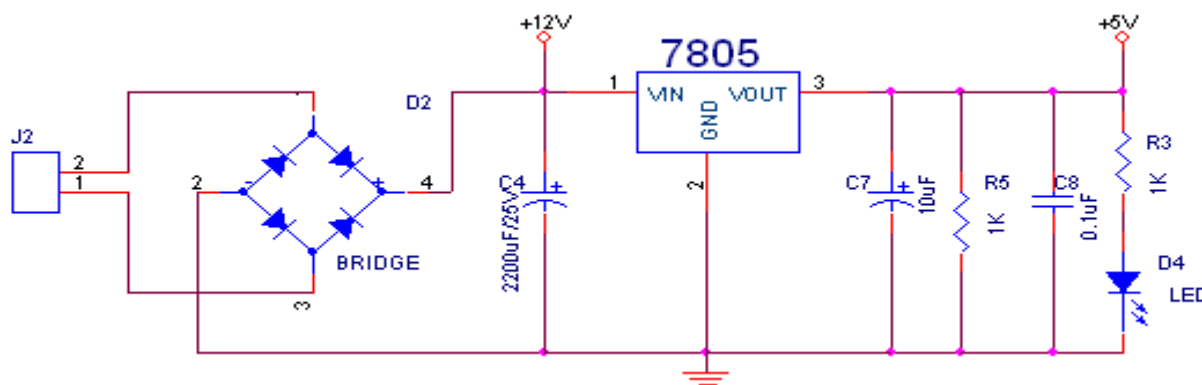 +12V
+5V
7805
1
VIN
VOUT
3
GND
2
J2
2
1
D2
2
-
+
4
3
BRIDGE
C4
+
2200uF/25V
C7
+
10uF
R5
1K
C8
0.1uF
R3
1K
D4
LED